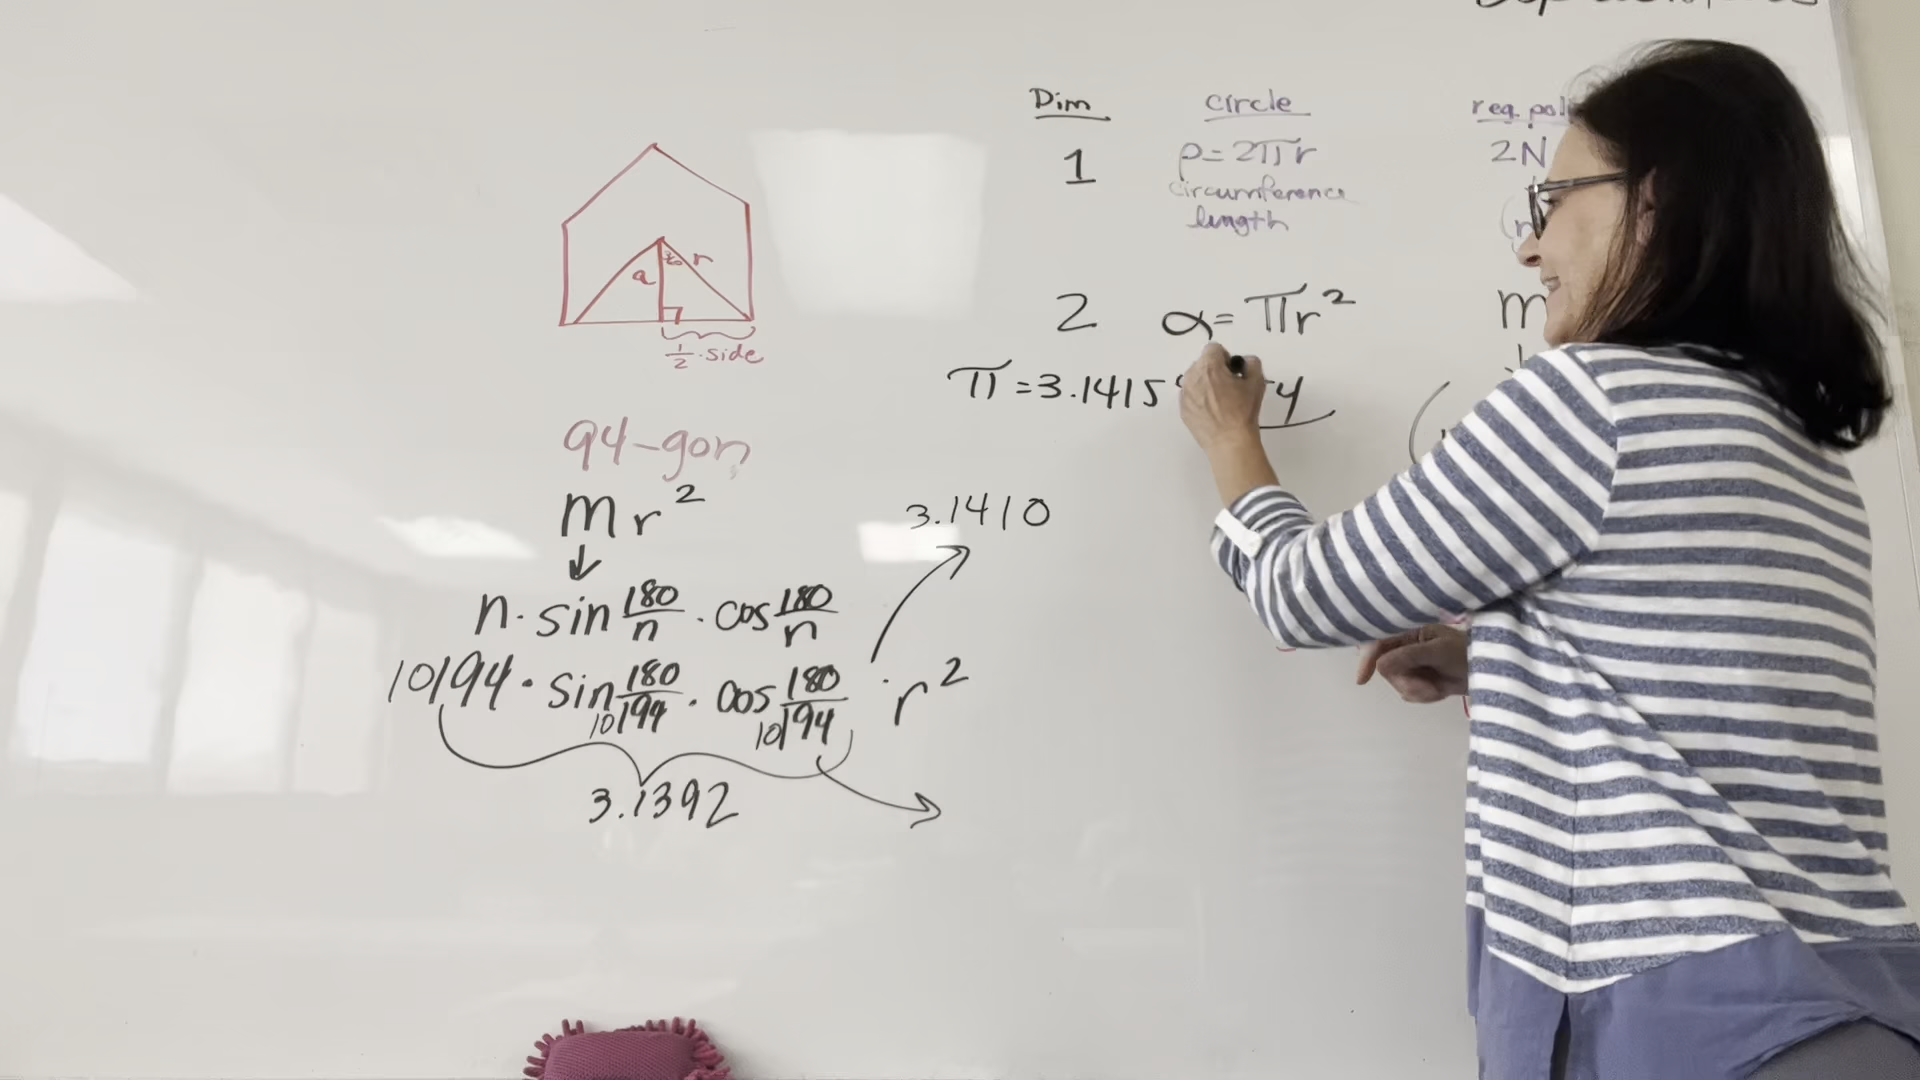 Dim circle reg.
1 p=2πr 2N
circumference
length
2 α=πr²
π=3.1415
a r
½·side
94-gon
mr²
↓
3.1410
n·sin 180/n · cos 180/n
10194·sin 180/10194 · cos 180/10194 · r²
3.1392